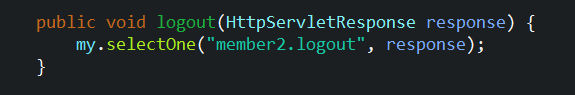 public void logout(HttpServletResponse response) {
    my.selectOne("member2.logout", response);
}